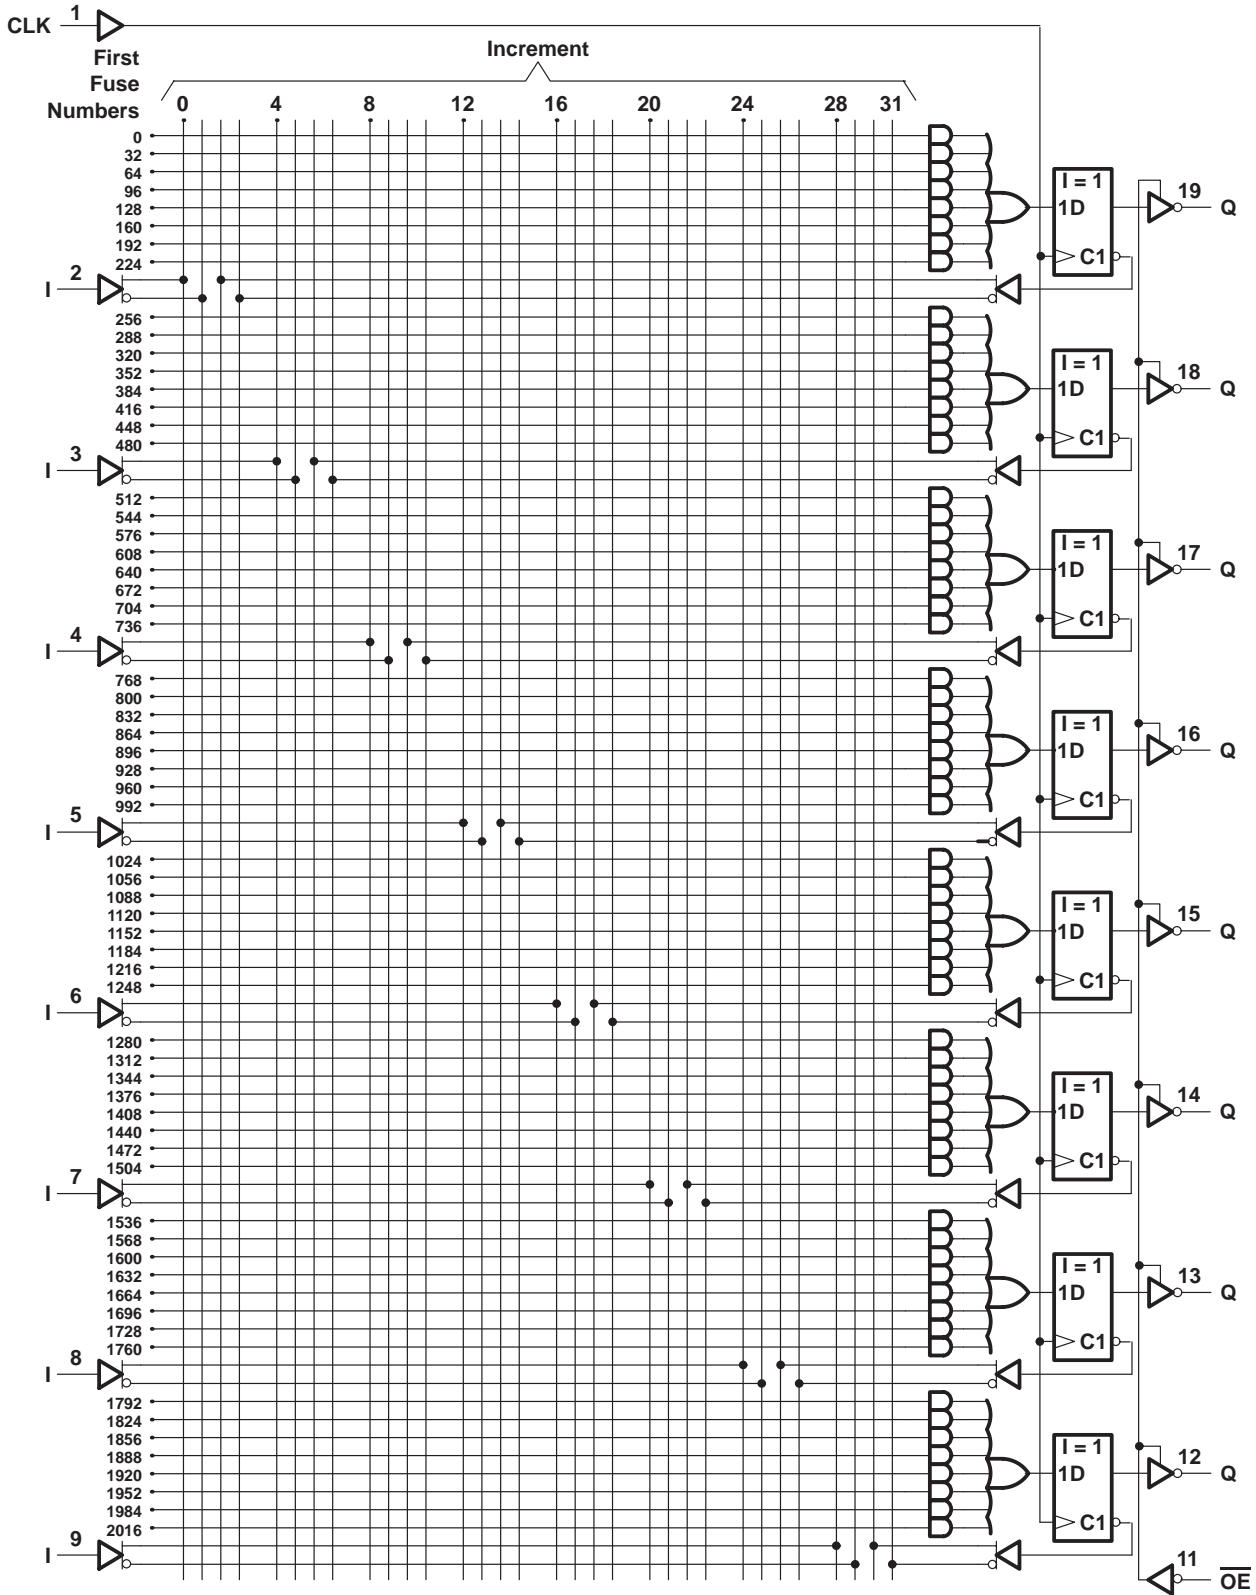 CLK 1
First
Fuse
Numbers
Increment
0 4 8 12 16 20 24 28 31
0
32
64
96
128
160
192
224
I = 1
1D
C1
19 Q
I 2
256
288
320
352
384
416
448
480
I = 1
1D
C1
18 Q
I 3
512
544
576
608
640
672
704
736
I = 1
1D
C1
17 Q
I 4
768
800
832
864
896
928
960
992
I = 1
1D
C1
16 Q
I 5
1024
1056
1088
1120
1152
1184
1216
1248
I = 1
1D
C1
15 Q
I 6
1280
1312
1344
1376
1408
1440
1472
1504
I = 1
1D
C1
14 Q
I 7
1536
1568
1600
1632
1664
1696
1728
1760
I = 1
1D
C1
13 Q
I 8
1792
1824
1856
1888
1920
1952
1984
2016
I = 1
1D
C1
12 Q
I 9
11 OE